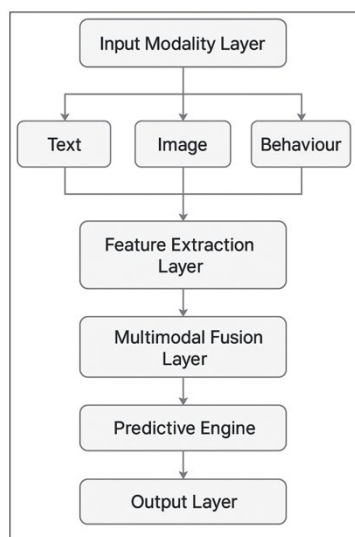 Input Modality Layer
Text
Image
Behaviour
Feature Extraction
Layer
Multimodal Fusion
Layer
Predictive Engine
Output Layer